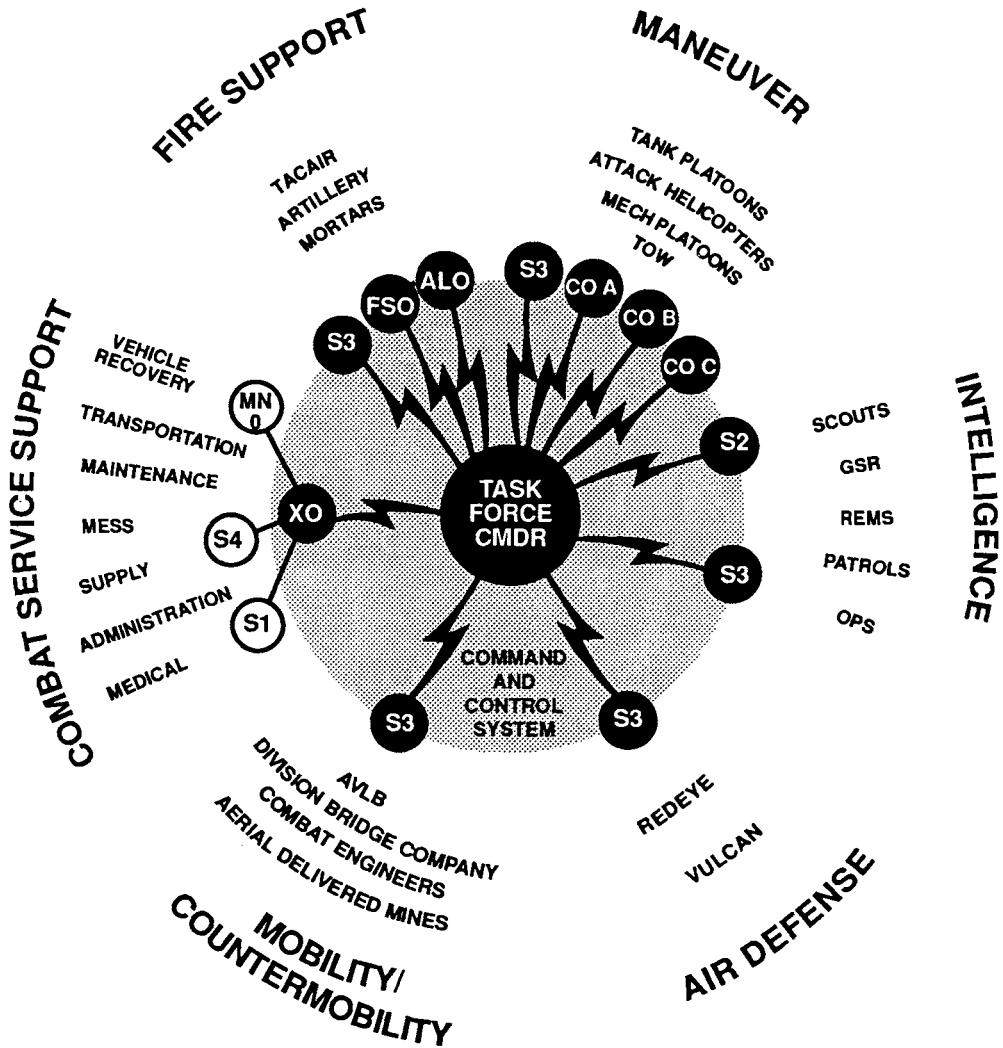 FIRE SUPPORT
TACAIR
ARTILLERY
MORTARS
MANEUVER
TANK PLATOONS
ATTACK HELICOPTERS
MECH PLATOONS
TOW
S3
FSO
ALO
S3
CO A
CO B
CO C
S2
S3
INTELLIGENCE
SCOUTS
GSR
REMS
PATROLS
OPS
COMBAT SERVICE SUPPORT
VEHICLE
RECOVERY
TRANSPORTATION
MAINTENANCE
MESS
SUPPLY
ADMINISTRATION
MEDICAL
MN
0
S4
S1
XO
TASK
FORCE
CMDR
COMMAND
AND
CONTROL
SYSTEM
S3
S3
AVLB
DIVISION BRIDGE COMPANY
COMBAT ENGINEERS
AERIAL DELIVERED MINES
MOBILITY/
COUNTERMOBILITY
REDEYE
VULCAN
AIR DEFENSE